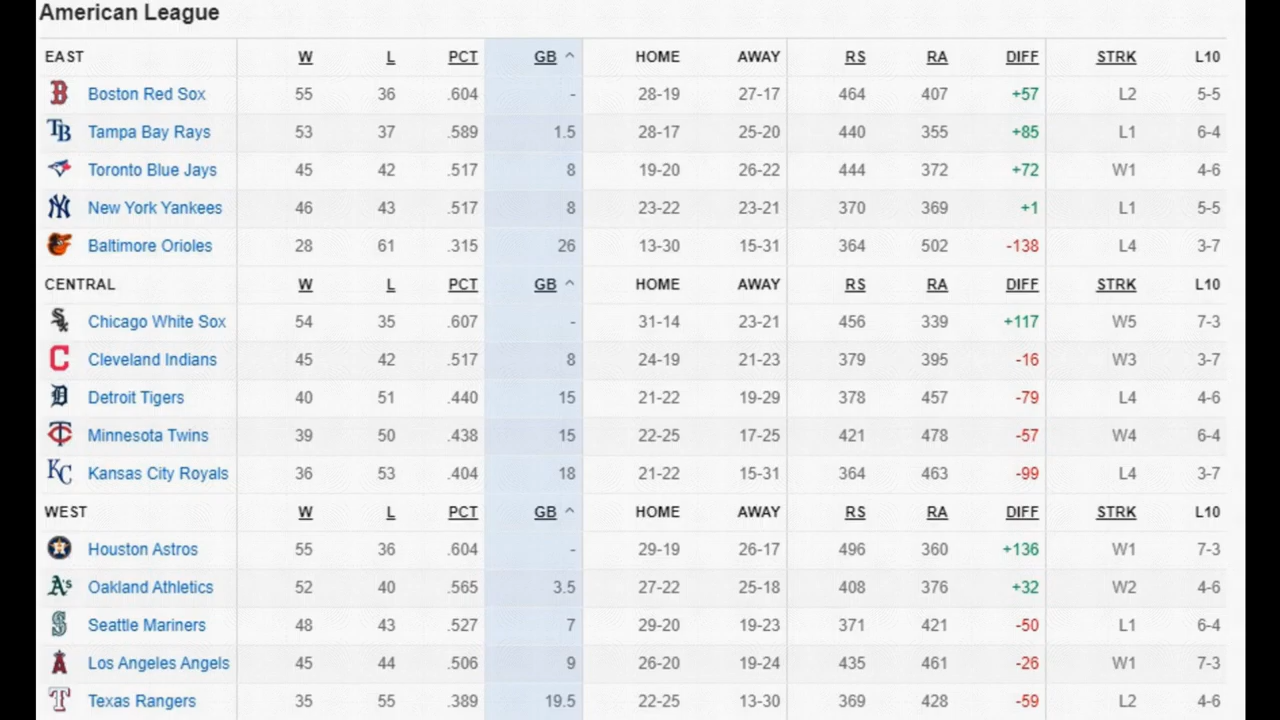 American League
EAST W L PCT GB ^ HOME AWAY RS RA DIFF STRK L10
Boston Red Sox 55 36 .604 - 28-19 27-17 464 407 +57 L2 5-5
Tampa Bay Rays 53 37 .589 1.5 28-17 25-20 440 355 +85 L1 6-4
Toronto Blue Jays 45 42 .517 8 19-20 26-22 444 372 +72 W1 4-6
New York Yankees 46 43 .517 8 23-22 23-21 370 369 +1 L1 5-5
Baltimore Orioles 28 61 .315 26 13-30 15-31 364 502 -138 L4 3-7
CENTRAL W L PCT GB ^ HOME AWAY RS RA DIFF STRK L10
Chicago White Sox 54 35 .607 - 31-14 23-21 456 339 +117 W5 7-3
Cleveland Indians 45 42 .517 8 24-19 21-23 379 395 -16 W3 3-7
Detroit Tigers 40 51 .440 15 21-22 19-29 378 457 -79 L4 4-6
Minnesota Twins 39 50 .438 15 22-25 17-25 421 478 -57 W4 6-4
Kansas City Royals 36 53 .404 18 21-22 15-31 364 463 -99 L4 3-7
WEST W L PCT GB ^ HOME AWAY RS RA DIFF STRK L10
Houston Astros 55 36 .604 - 29-19 26-17 496 360 +136 W1 7-3
Oakland Athletics 52 40 .565 3.5 27-22 25-18 408 376 +32 W2 4-6
Seattle Mariners 48 43 .527 7 29-20 19-23 371 421 -50 L1 6-4
Los Angeles Angels 45 44 .506 9 26-20 19-24 435 461 -26 W1 7-3
Texas Rangers 35 55 .389 19.5 22-25 13-30 369 428 -59 L2 4-6